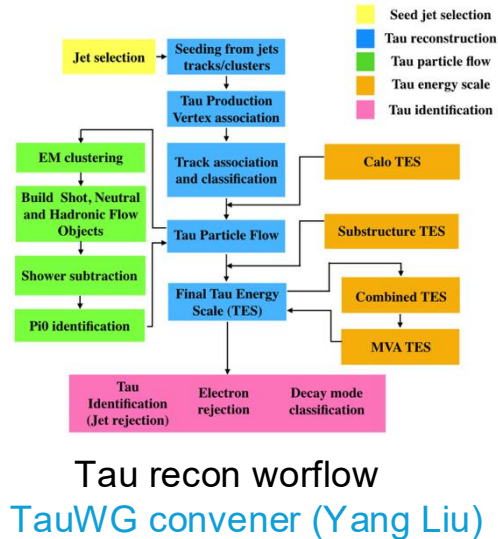 Seed jet selection
Tau reconstruction
Tau particle flow
Tau energy scale
Tau identification
Jet selection
Seeding from jets
tracks/clusters
Tau Production
Vertex association
Track association
and classification
Calo TES
EM clustering
Build Shot, Neutral
and Hadronic Flow
Objects
Tau Particle Flow
Substructure TES
Shower subtraction
Final Tau Energy
Scale (TES)
Combined TES
Pi0 identification
MVA TES
Tau
Identification
(Jet rejection)
Electron
rejection
Decay mode
classification
Tau recon worflow
TauWG convener (Yang Liu)